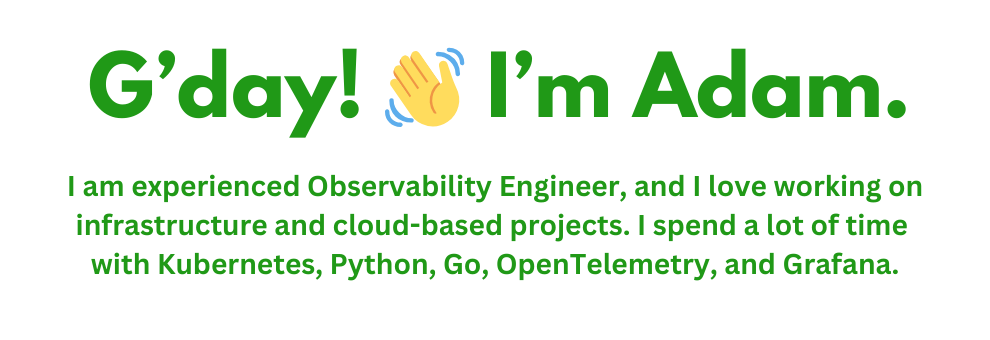 G’day! 👋 I’m Adam.
I am experienced Observability Engineer, and I love working on
infrastructure and cloud-based projects. I spend a lot of time
with Kubernetes, Python, Go, OpenTelemetry, and Grafana.